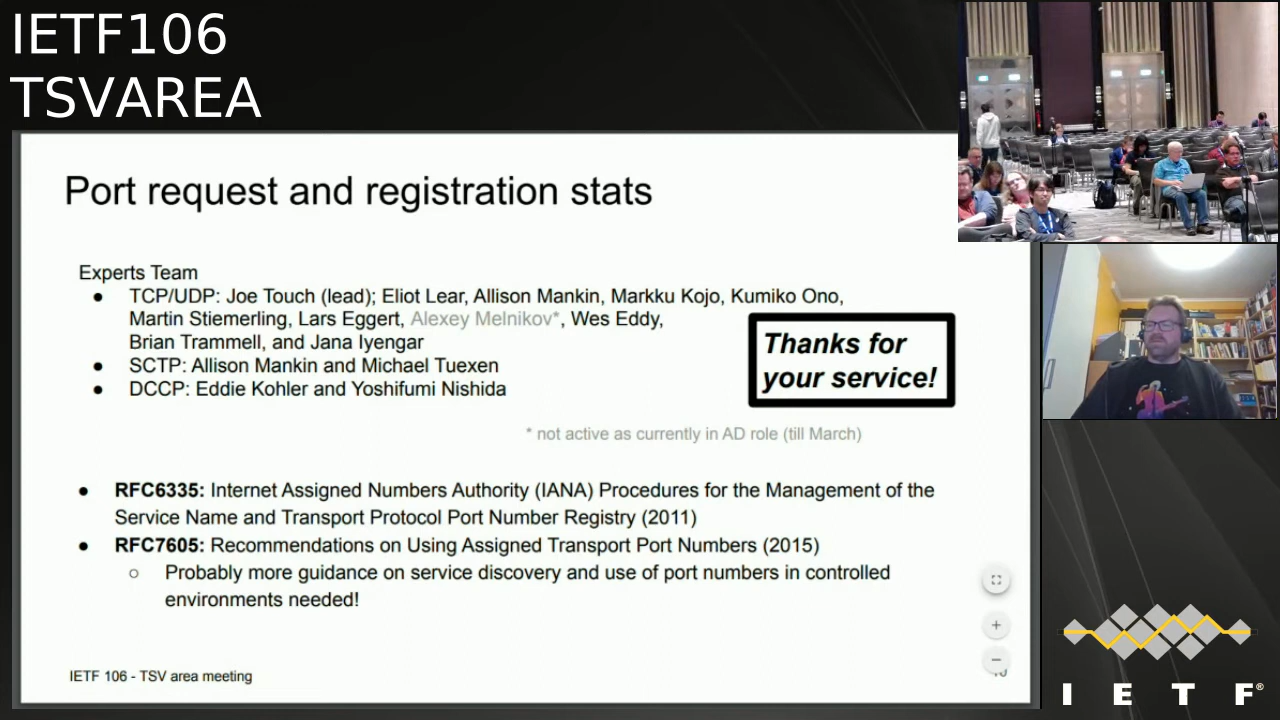 IETF106
TSVAREA
Port request and registration stats
Experts Team
● TCP/UDP: Joe Touch (lead); Eliot Lear, Allison Mankin, Markku Kojo, Kumiko Ono,
Martin Stiemerling, Lars Eggert, Alexey Melnikov*, Wes Eddy,
Brian Trammell, and Jana Iyengar
● SCTP: Allison Mankin and Michael Tuexen
● DCCP: Eddie Kohler and Yoshifumi Nishida
Thanks for
your service!
* not active as currently in AD role (till March)
● RFC6335: Internet Assigned Numbers Authority (IANA) Procedures for the Management of the
Service Name and Transport Protocol Port Number Registry (2011)
● RFC7605: Recommendations on Using Assigned Transport Port Numbers (2015)
○ Probably more guidance on service discovery and use of port numbers in controlled
environments needed!
IETF 106 - TSV area meeting
I E T F®